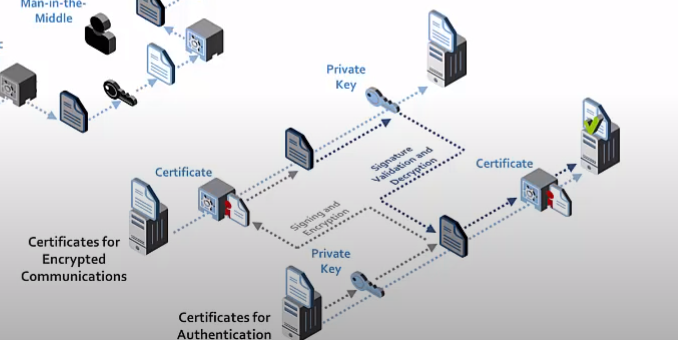 Man-in-the-
Middle
Private
Key
Certificate
Signature
Validation and
Decryption
Certificate
Signing and
Encryption
Certificates for
Encrypted
Communications
Private
Key
Certificates for
Authentication